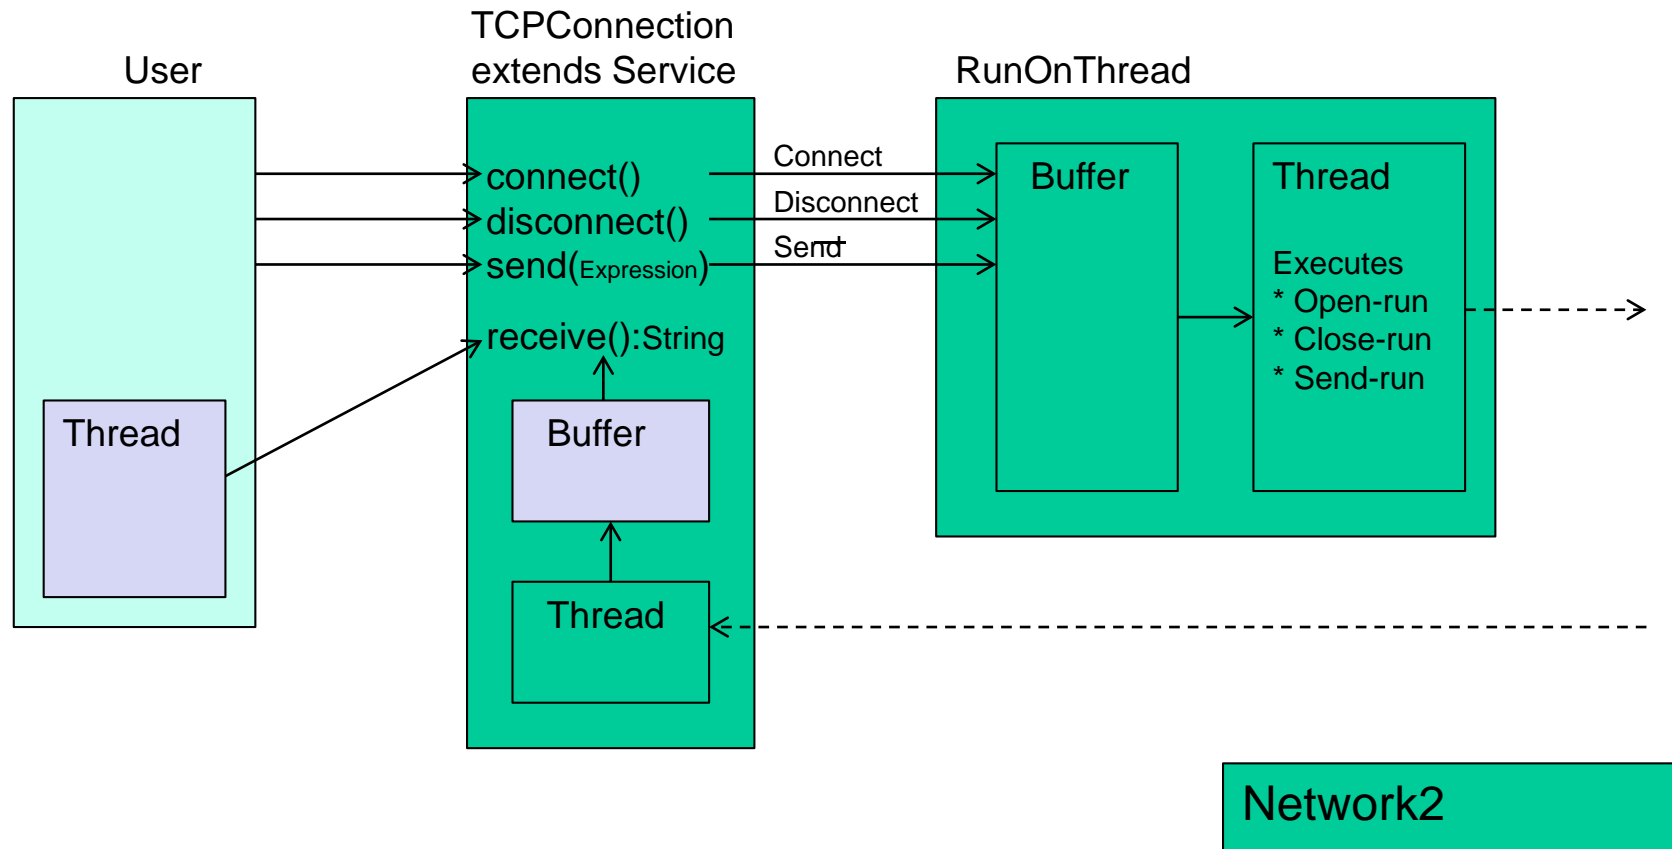 TCPConnection
extends Service
User
RunOnThread
connect()
disconnect()
send(Expression)
receive():String
Connect
Disconnect
Send
Buffer
Thread
Executes
* Open-run
* Close-run
* Send-run
Thread
Buffer
Thread
Network2